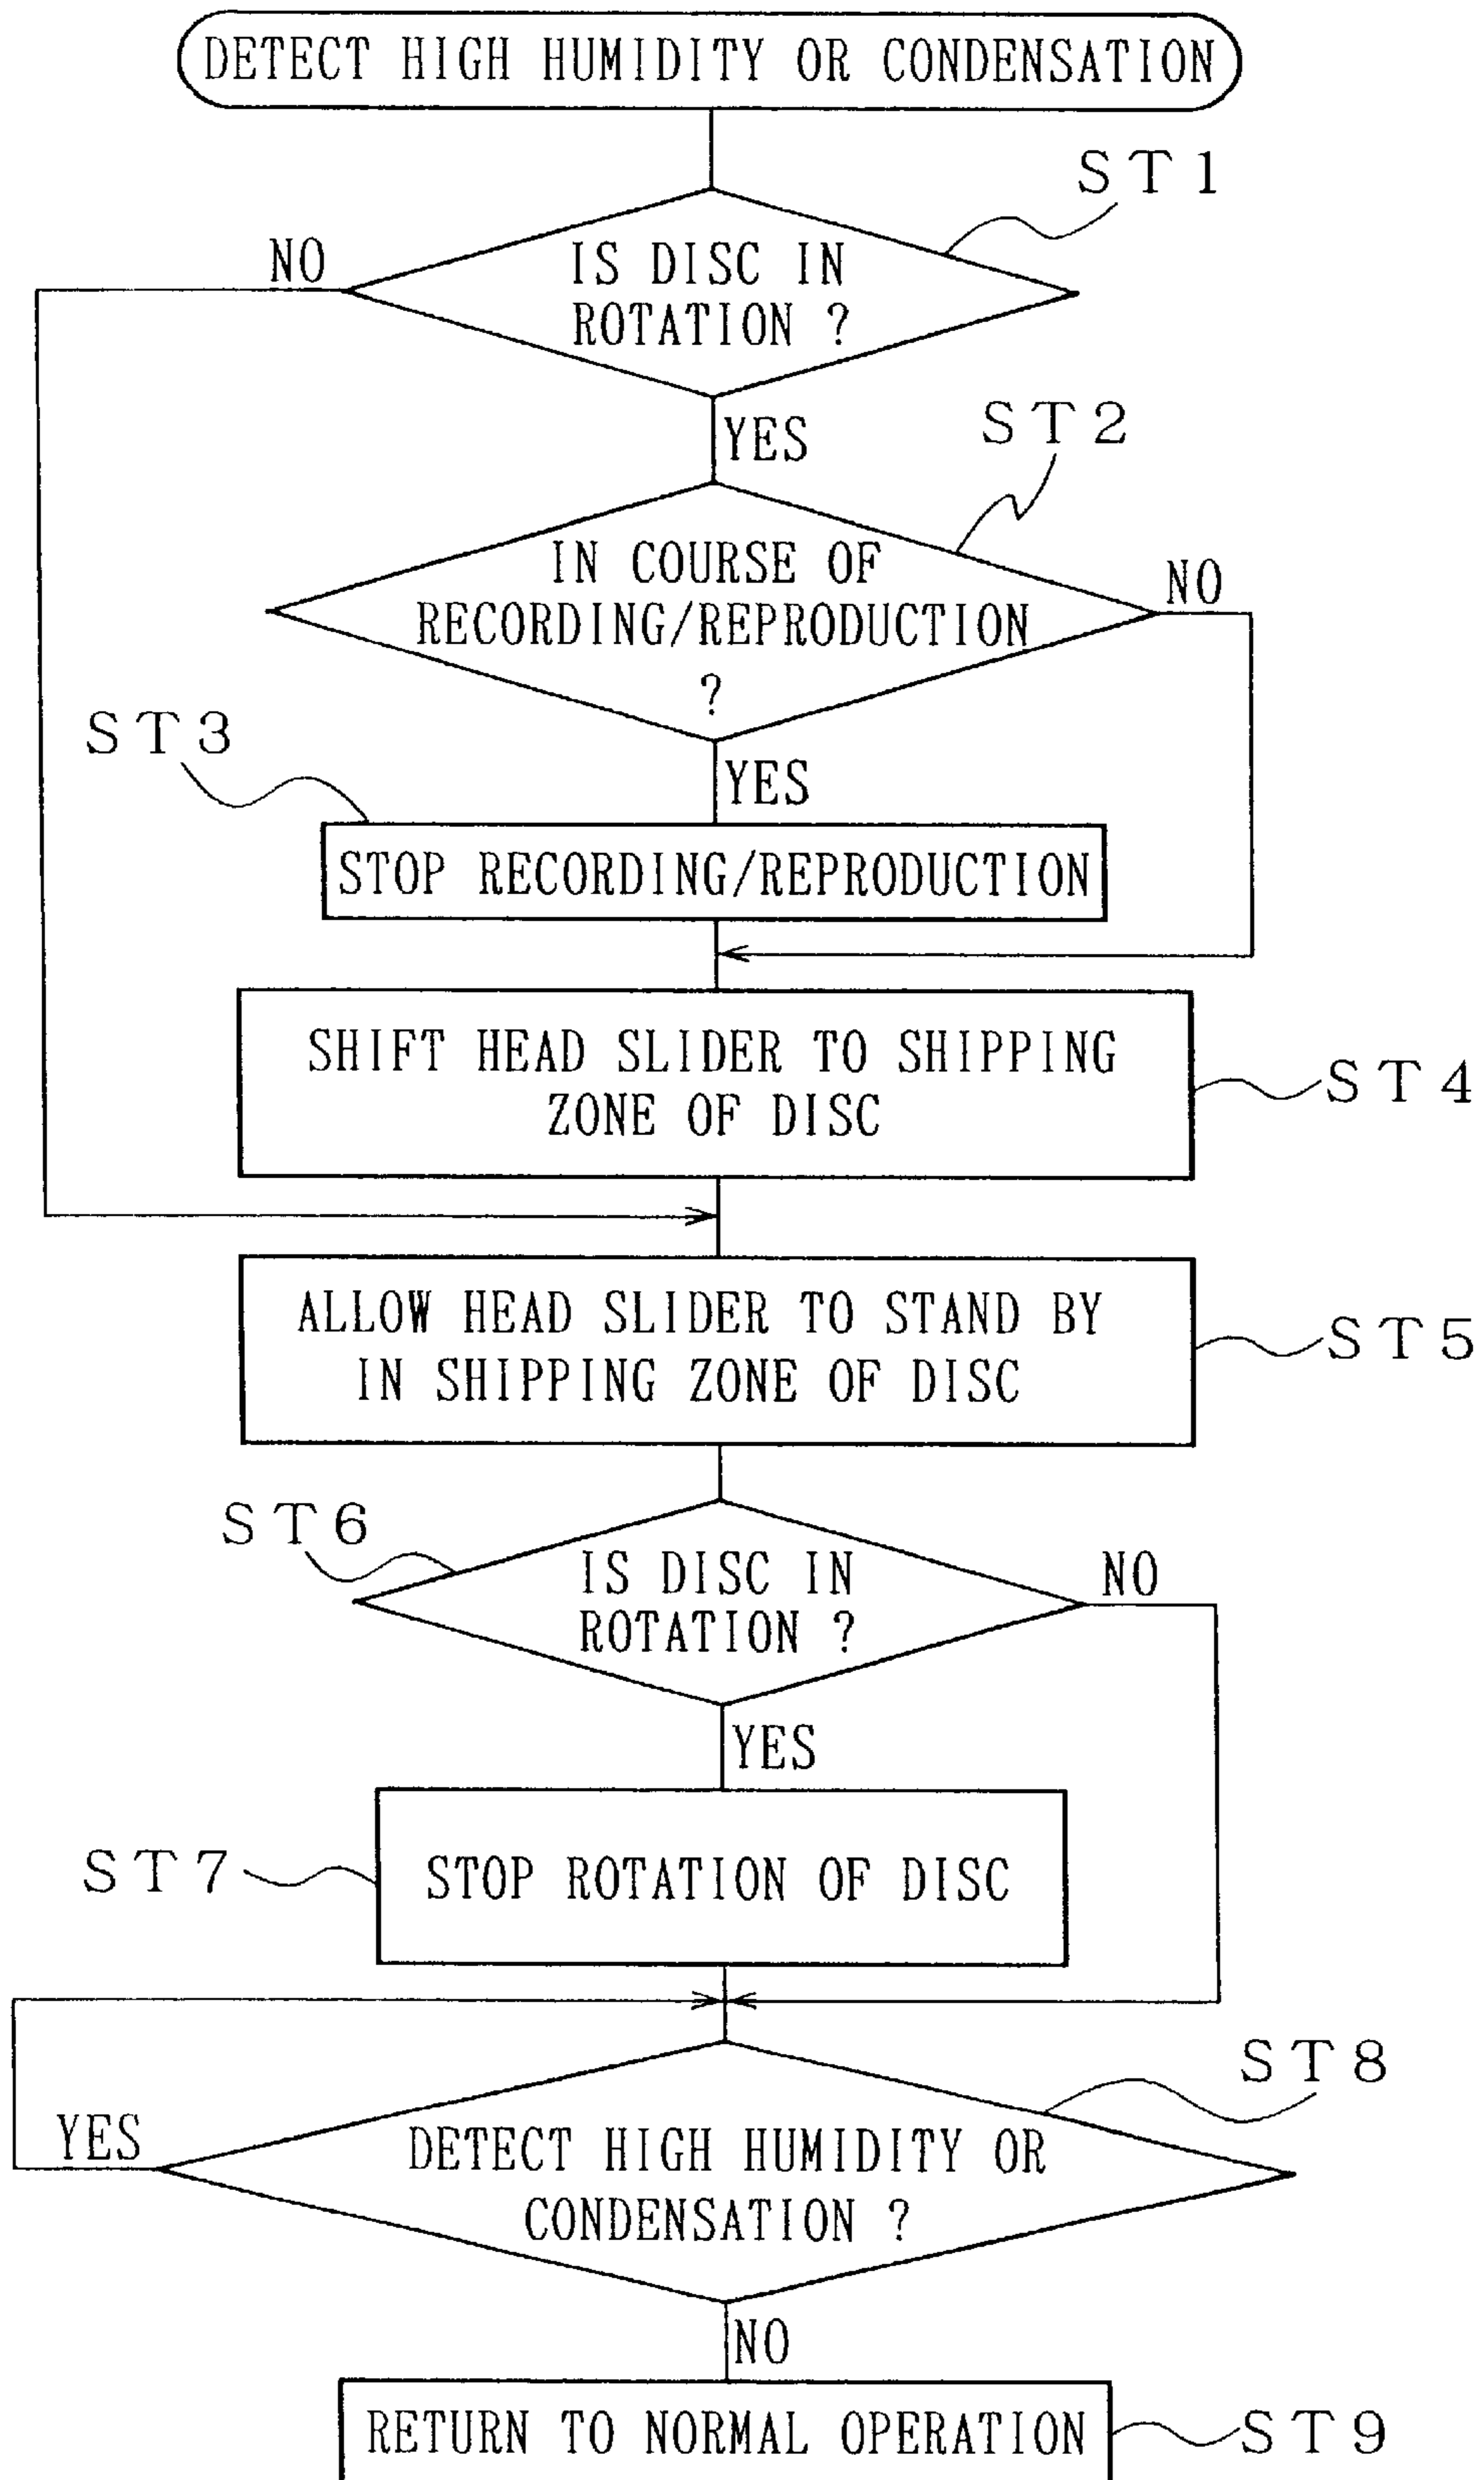 DETECT HIGH HUMIDITY OR CONDENSATION
ST1
NO
IS DISC IN
ROTATION ?
YES
ST2
IN COURSE OF
RECORDING/REPRODUCTION
?
NO
ST3
YES
STOP RECORDING/REPRODUCTION
SHIFT HEAD SLIDER TO SHIPPING
ZONE OF DISC
ST4
ALLOW HEAD SLIDER TO STAND BY
IN SHIPPING ZONE OF DISC
ST5
ST6
IS DISC IN
ROTATION ?
NO
YES
ST7
STOP ROTATION OF DISC
ST8
YES
DETECT HIGH HUMIDITY OR
CONDENSATION ?
NO
RETURN TO NORMAL OPERATION
ST9